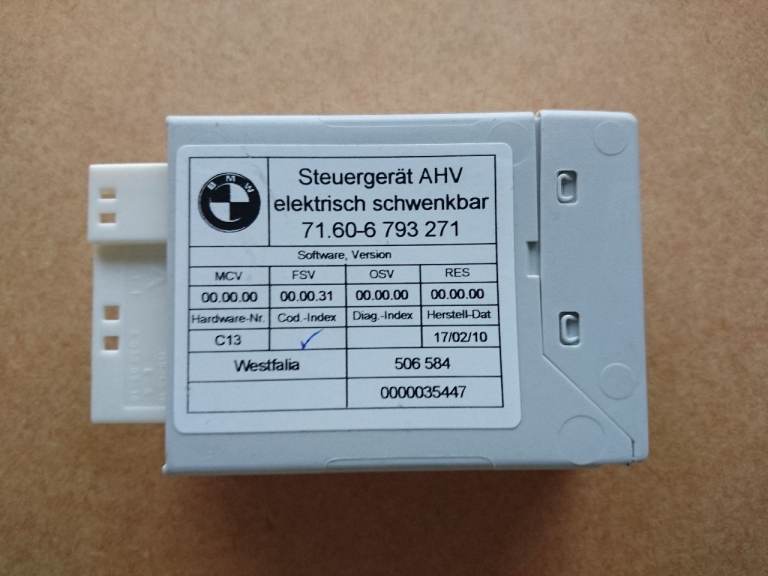 BMW
Steuergerät AHV
elektrisch schwenkbar
71.60-6 793 271
Software, Version
MCV FSV OSV RES
00.00.00 00.00.31 00.00.00 00.00.00
Hardware-Nr. Cod.-Index Diag.-Index Herstell-Dat
C13 17/02/10
Westfalia 506 584
0000035447